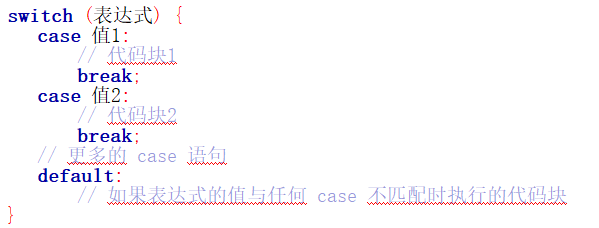 switch (表达式) {
case 值1:
// 代码块1
break;
case 值2:
// 代码块2
break;
// 更多的 case 语句
default:
// 如果表达式的值与任何 case 不匹配时执行的代码块
}